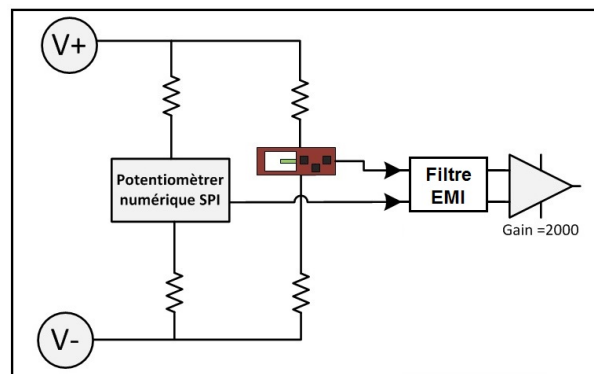 V+
Potentiomètrer
numérique SPI
Filtre
EMI
Gain =2000
V-